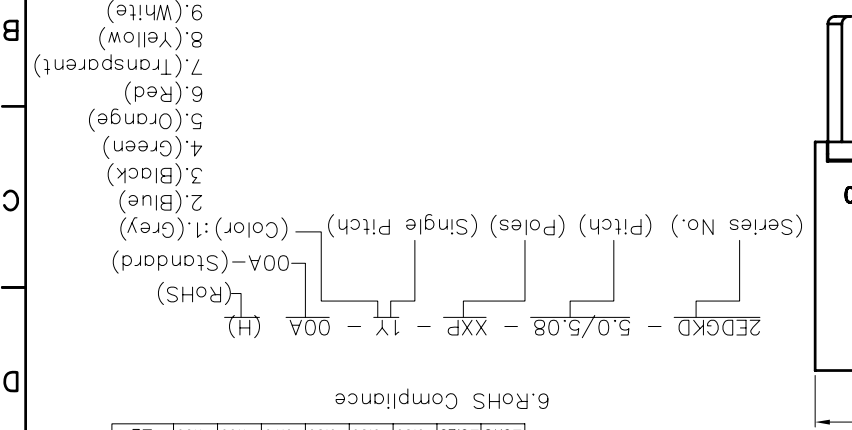 6.RoHS Compliance
2EDGKD - 5.0/5.08 - XXP - 1Y - 00A (H)
(RoHS)
00A-(Standard)
(Series No.) (Pitch) (Poles) (Single Pitch) (Color):1.(Grey)
2.(Blue)
3.(Black)
4.(Green)
5.(Orange)
6.(Red)
7.(Transparent)
8.(Yellow)
9.(White)
B
C
D